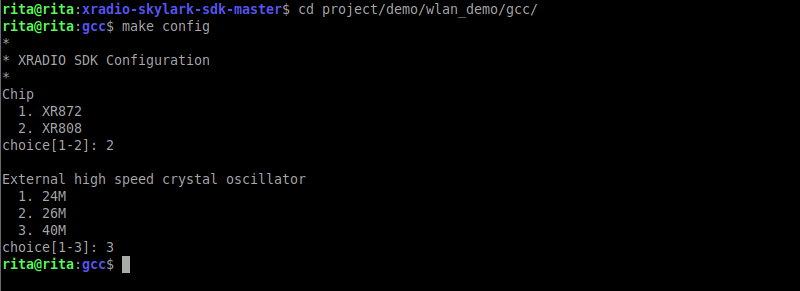 rita@rita:xradio-skylark-sdk-master$ cd project/demo/wlan_demo/gcc/
rita@rita:gcc$ make config
*
* XRADIO SDK Configuration
*
Chip
  1. XR872
  2. XR808
choice[1-2]: 2

External high speed crystal oscillator
  1. 24M
  2. 26M
  3. 40M
choice[1-3]: 3
rita@rita:gcc$